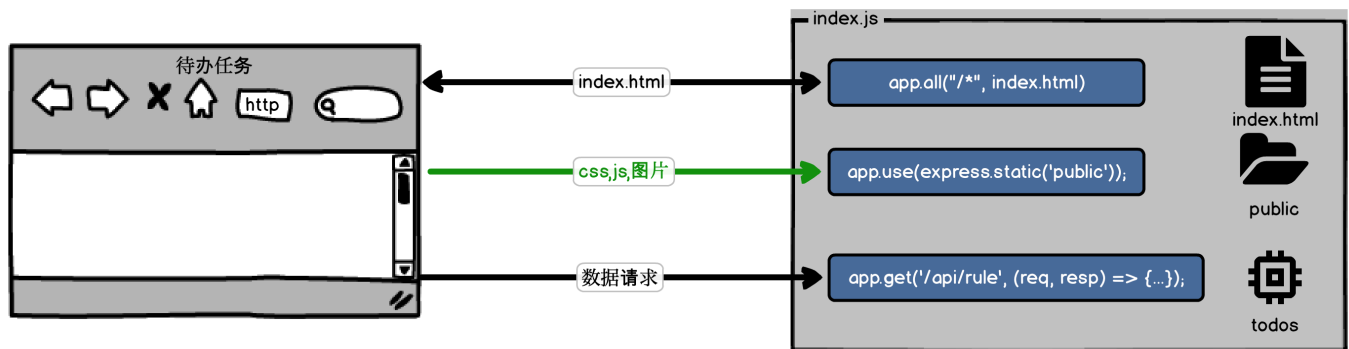 index.js
待办任务
http
index.html
app.all("/*", index.html)
index.html
css,js,图片
app.use(express.static('public'));
public
数据请求
app.get('/api/rule', (req, resp) => {...});
todos